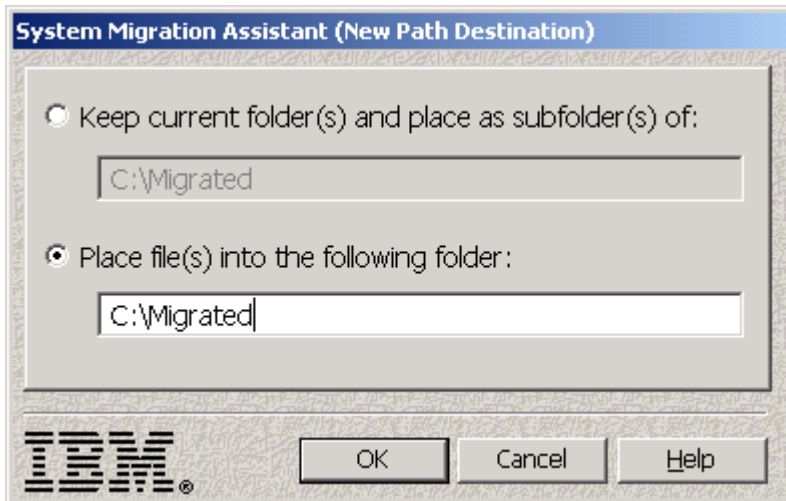 System Migration Assistant (New Path Destination)
Keep current folder(s) and place as subfolder(s) of:
C:\Migrated
Place file(s) into the following folder:
C:\Migrated
IBM®
OK
Cancel
Help